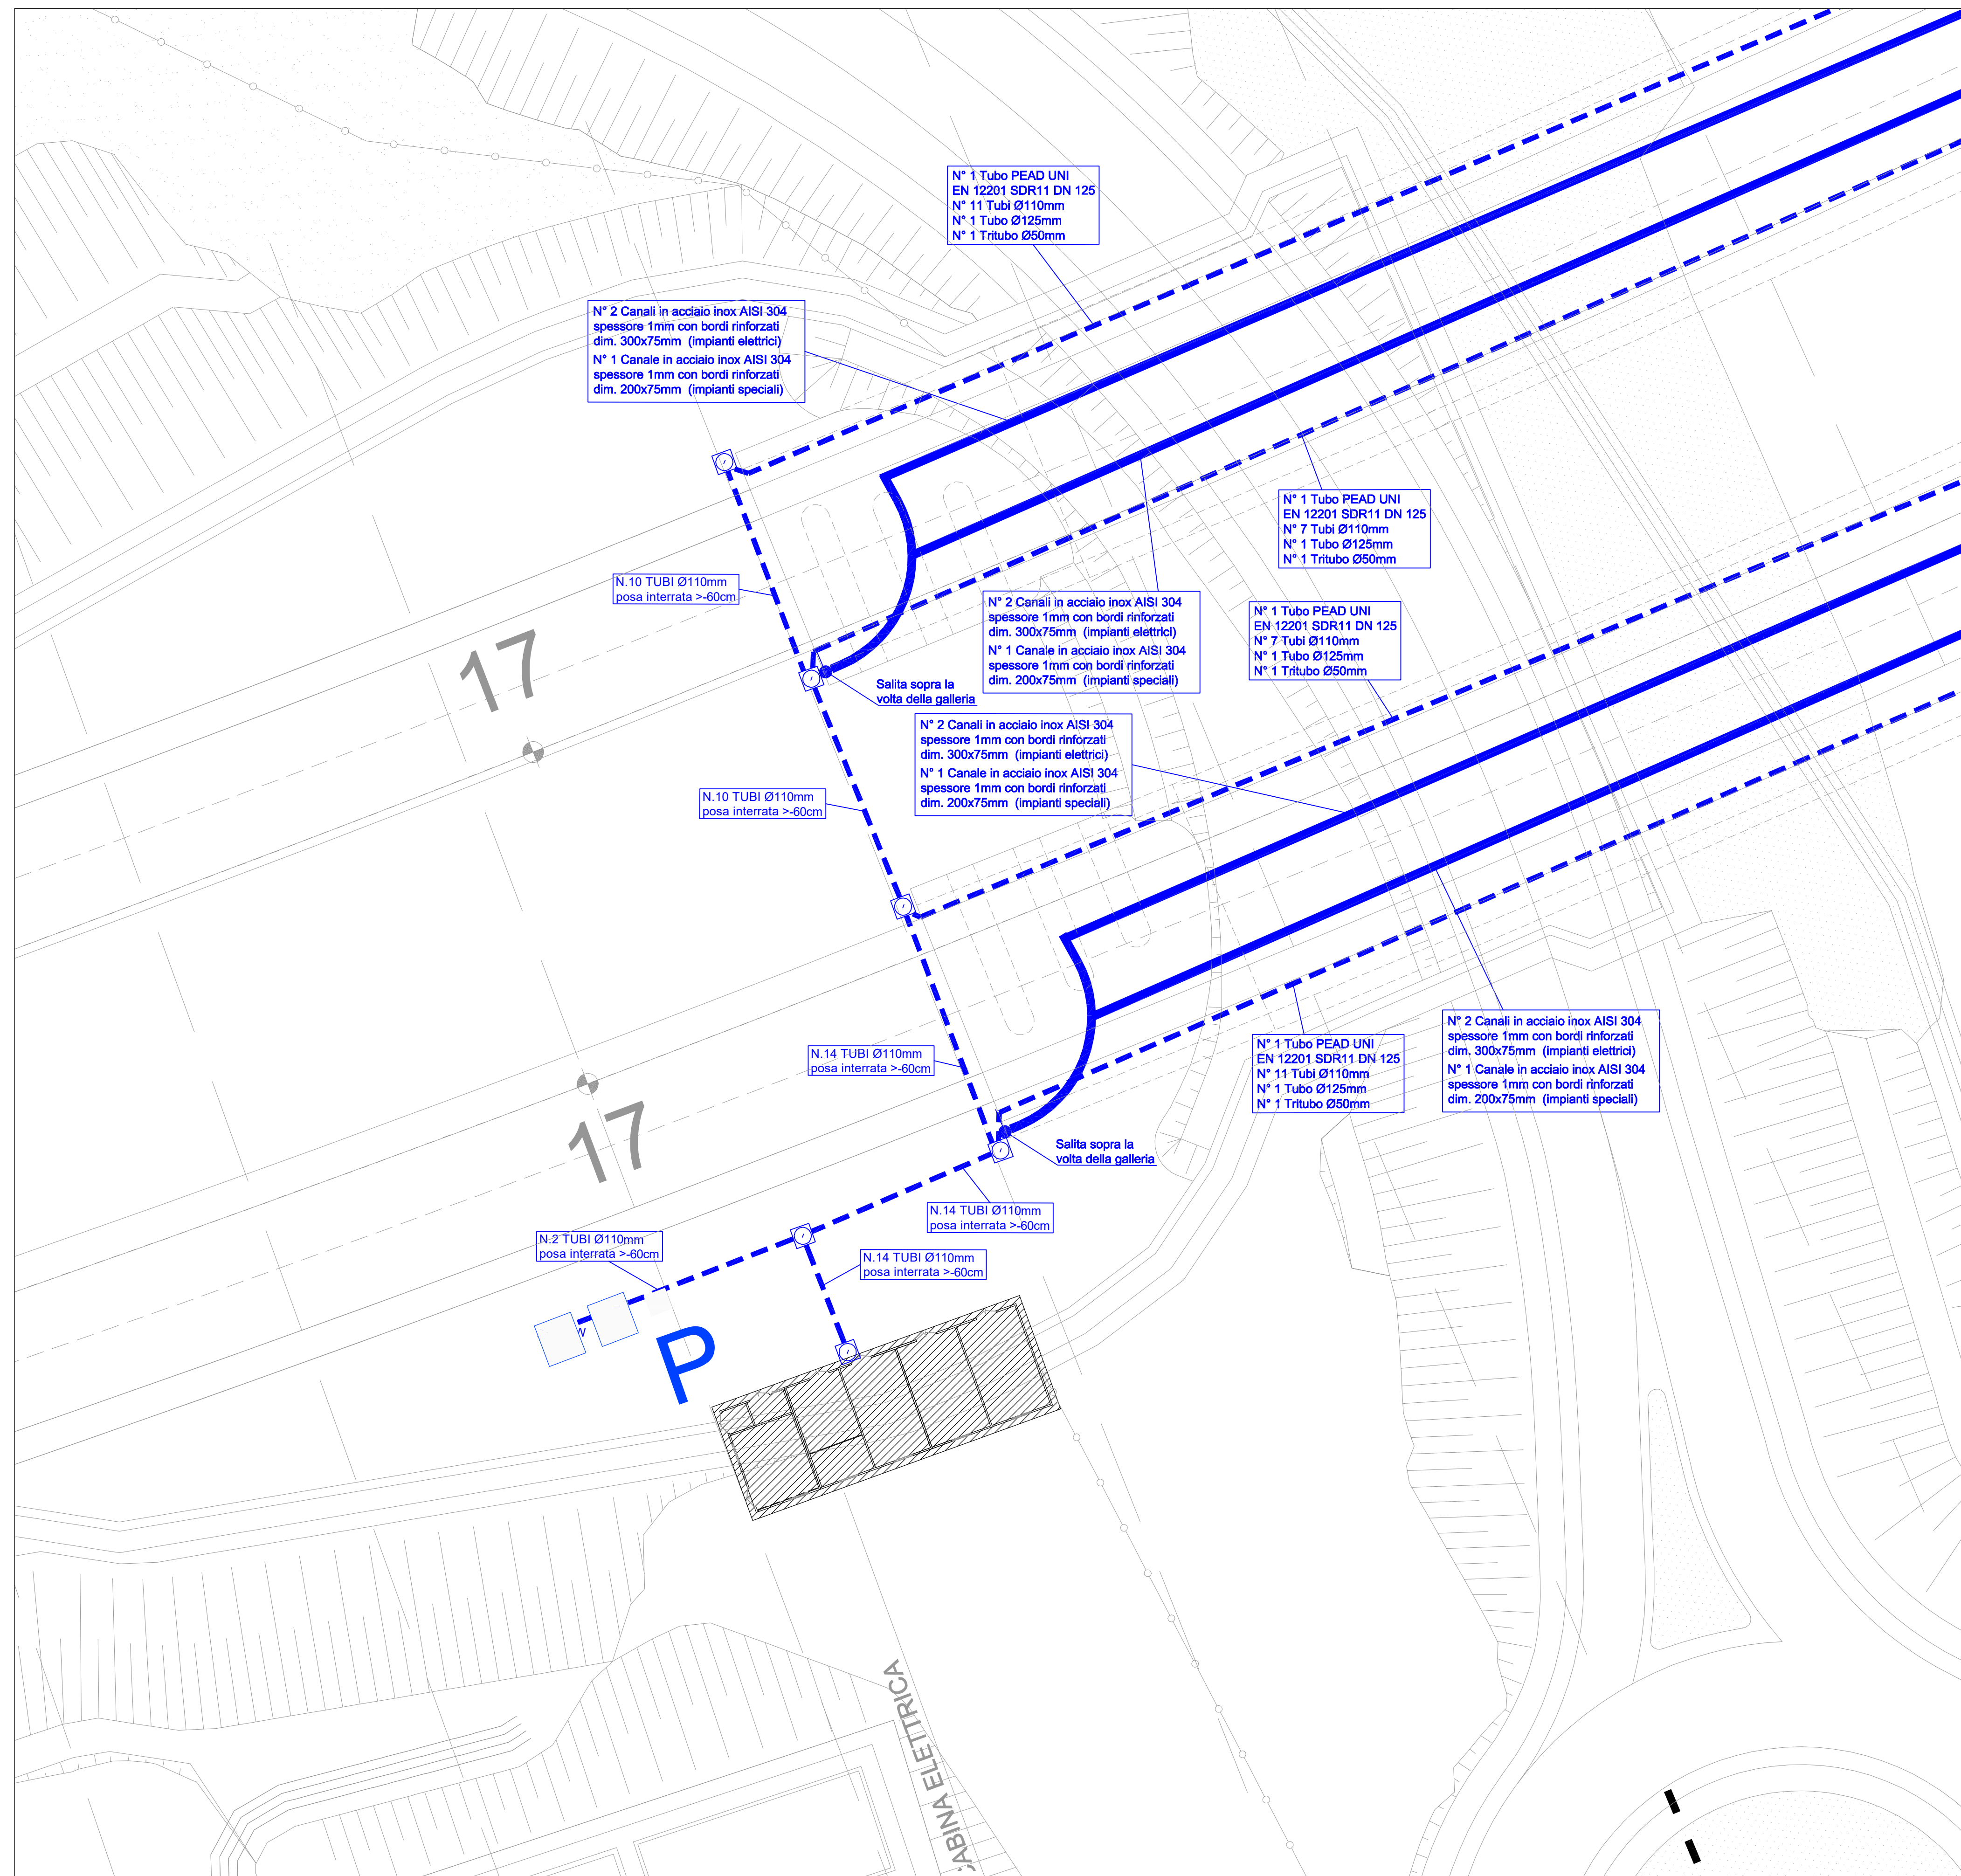 N° 1 Tubo PEAD UNI
EN 12201 SDR11 DN 125
N° 11 Tubi Ø110mm
N° 1 Tubo Ø125mm
N° 1 Tritubo Ø50mm
N° 2 Canali in acciaio inox AISI 304
spessore 1mm con bordi rinforzati
dim. 300x75mm (impianti elettrici)
N° 1 Canale in acciaio inox AISI 304
spessore 1mm con bordi rinforzati
dim. 200x75mm (impianti speciali)
N° 1 Tubo PEAD UNI
EN 12201 SDR11 DN 125
N° 7 Tubi Ø110mm
N° 1 Tubo Ø125mm
N° 1 Tritubo Ø50mm
N.10 TUBI Ø110mm
posa interrata >-60cm
N° 2 Canali in acciaio inox AISI 304
spessore 1mm con bordi rinforzati
dim. 300x75mm (impianti elettrici)
N° 1 Canale in acciaio inox AISI 304
spessore 1mm con bordi rinforzati
dim. 200x75mm (impianti speciali)
N° 1 Tubo PEAD UNI
EN 12201 SDR11 DN 125
N° 7 Tubi Ø110mm
N° 1 Tubo Ø125mm
N° 1 Tritubo Ø50mm
17
Salita sopra la
volta della galleria
N° 2 Canali in acciaio inox AISI 304
spessore 1mm con bordi rinforzati
dim. 300x75mm (impianti elettrici)
N° 1 Canale in acciaio inox AISI 304
spessore 1mm con bordi rinforzati
dim. 200x75mm (impianti speciali)
N.10 TUBI Ø110mm
posa interrata >-60cm
N° 2 Canali in acciaio inox AISI 304
spessore 1mm con bordi rinforzati
dim. 300x75mm (impianti elettrici)
N° 1 Canale in acciaio inox AISI 304
spessore 1mm con bordi rinforzati
dim. 200x75mm (impianti speciali)
N° 1 Tubo PEAD UNI
EN 12201 SDR11 DN 125
N° 11 Tubi Ø110mm
N° 1 Tubo Ø125mm
N° 1 Tritubo Ø50mm
N.14 TUBI Ø110mm
posa interrata >-60cm
17
Salita sopra la
volta della galleria
N.14 TUBI Ø110mm
posa interrata >-60cm
N.2 TUBI Ø110mm
posa interrata >-60cm
N.14 TUBI Ø110mm
posa interrata >-60cm
P
CABINA ELETTRICA